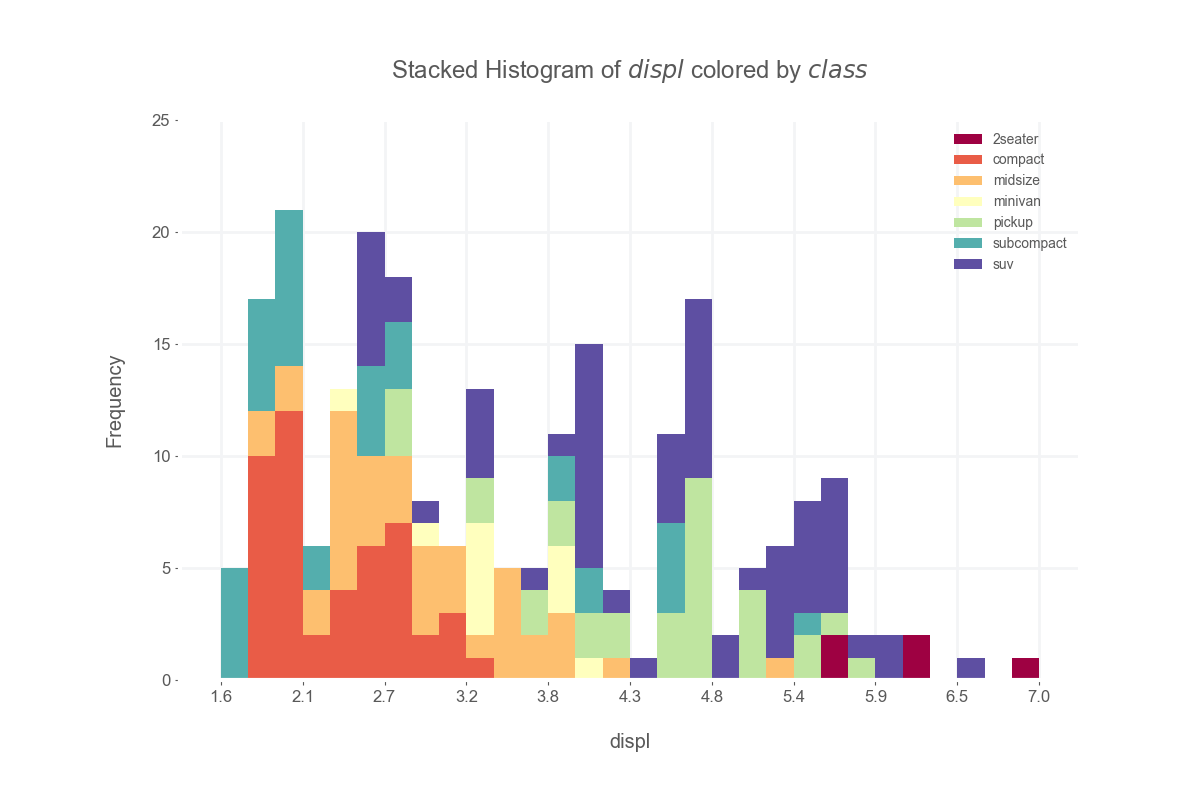 Stacked Histogram of displ colored by class
25
20
15
10
5
0
Frequency
2seater
compact
midsize
minivan
pickup
subcompact
suv
1.6 2.1 2.7 3.2 3.8 4.3 4.8 5.4 5.9 6.5 7.0
displ